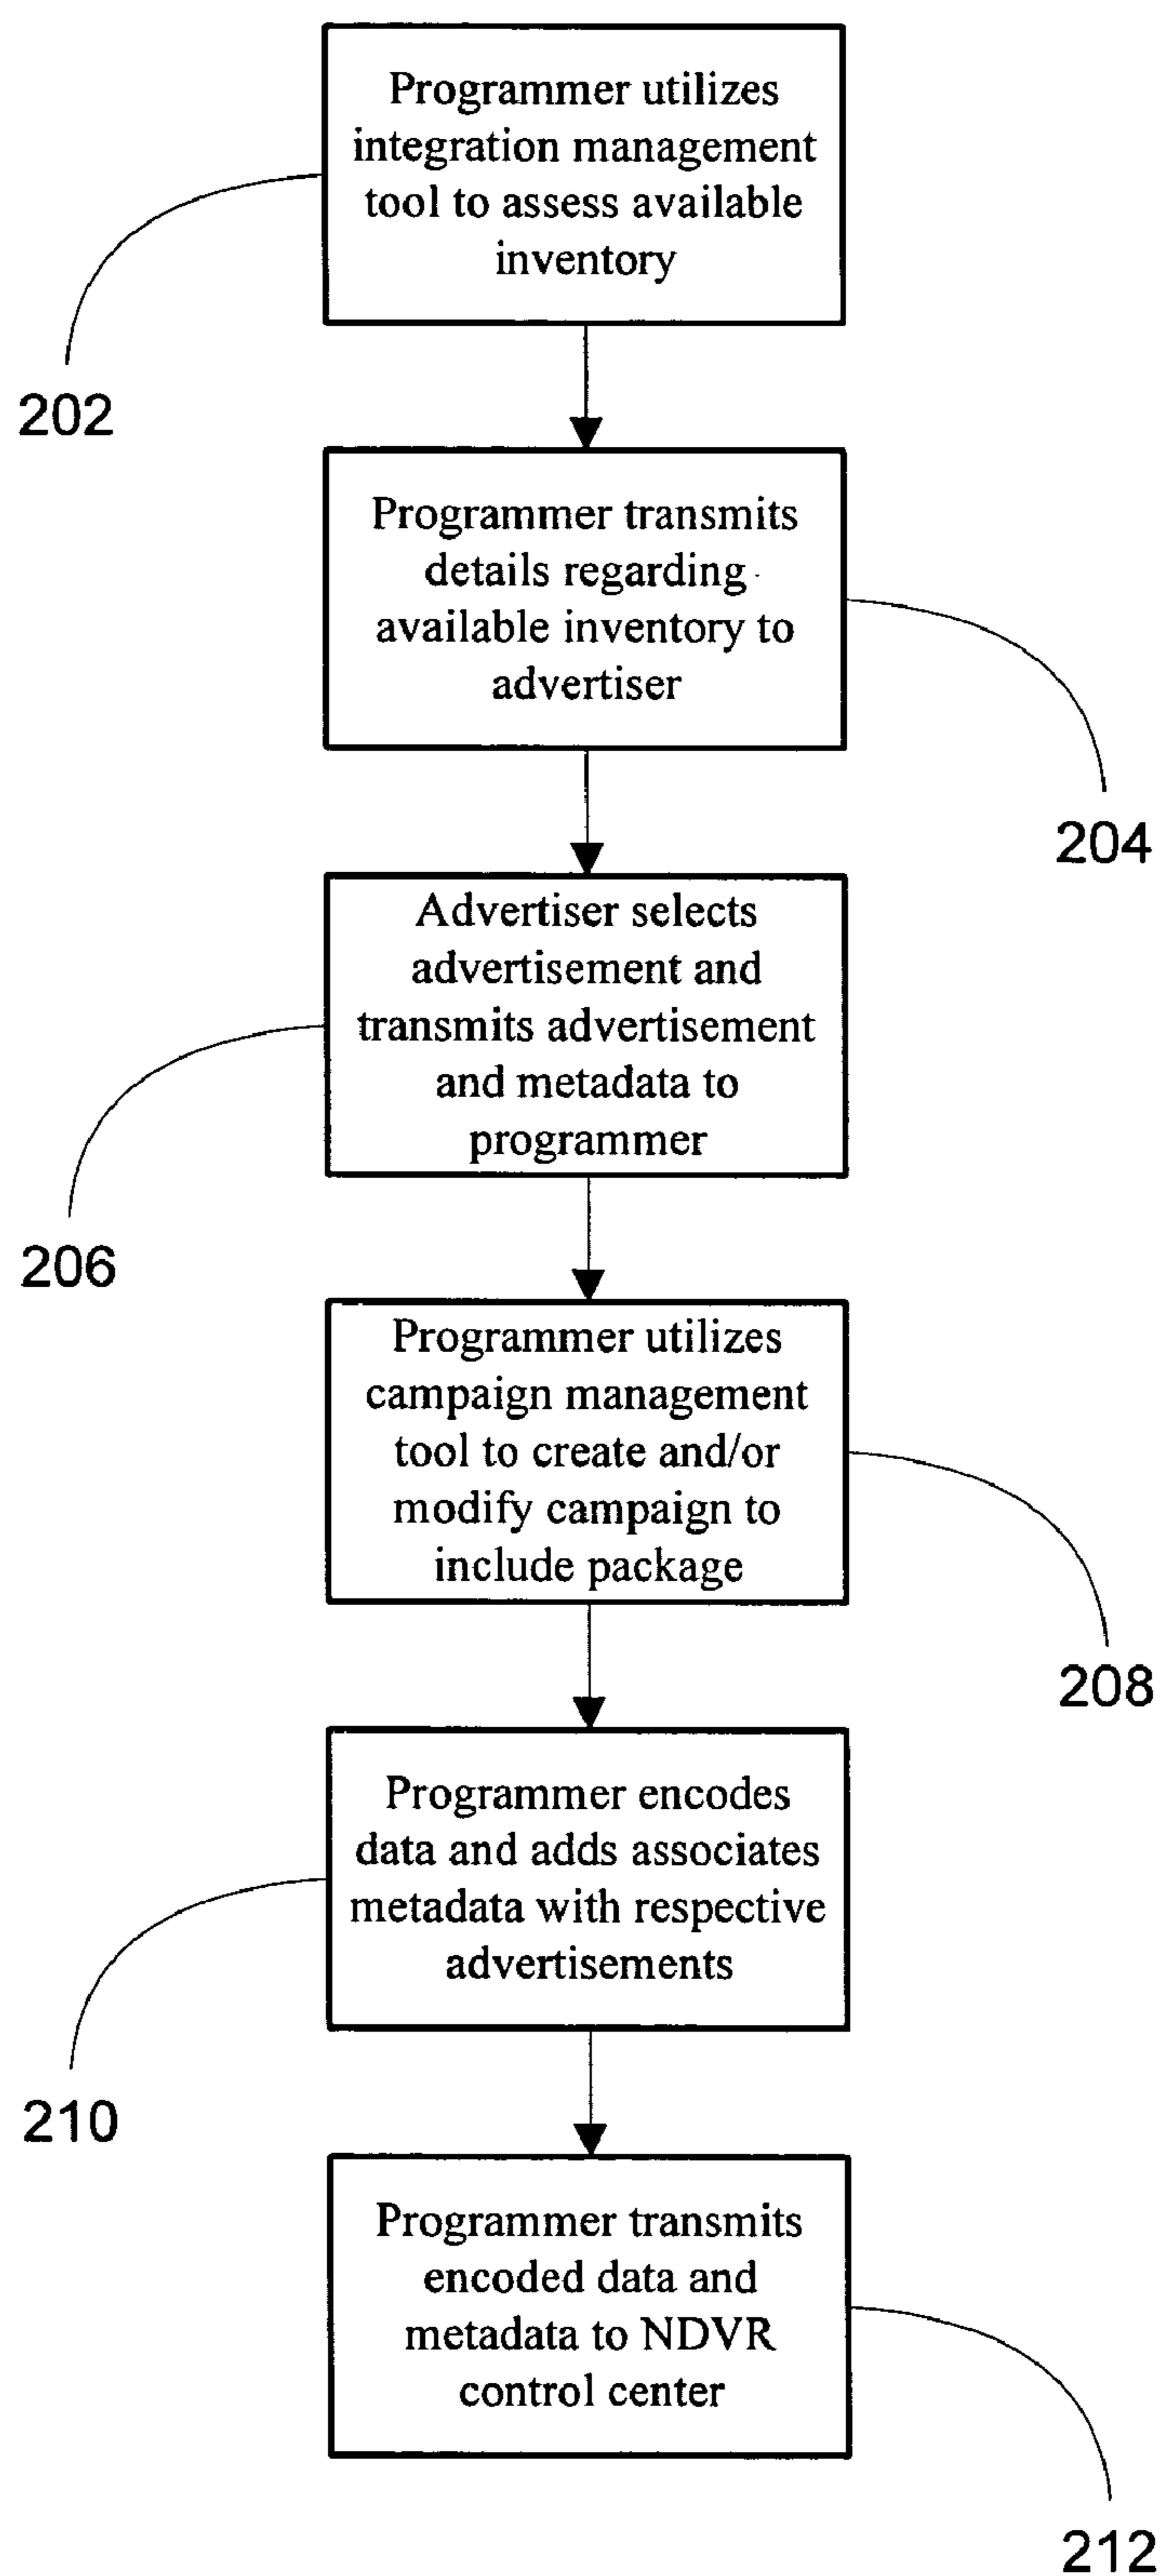 Programmer utilizes
integration management
tool to assess available
inventory
202
Programmer transmits
details regarding
available inventory to
advertiser
204
Advertiser selects
advertisement and
transmits advertisement
and metadata to
programmer
206
Programmer utilizes
campaign management
tool to create and/or
modify campaign to
include package
208
Programmer encodes
data and adds associates
metadata with respective
advertisements
210
Programmer transmits
encoded data and
metadata to NDVR
control center
212